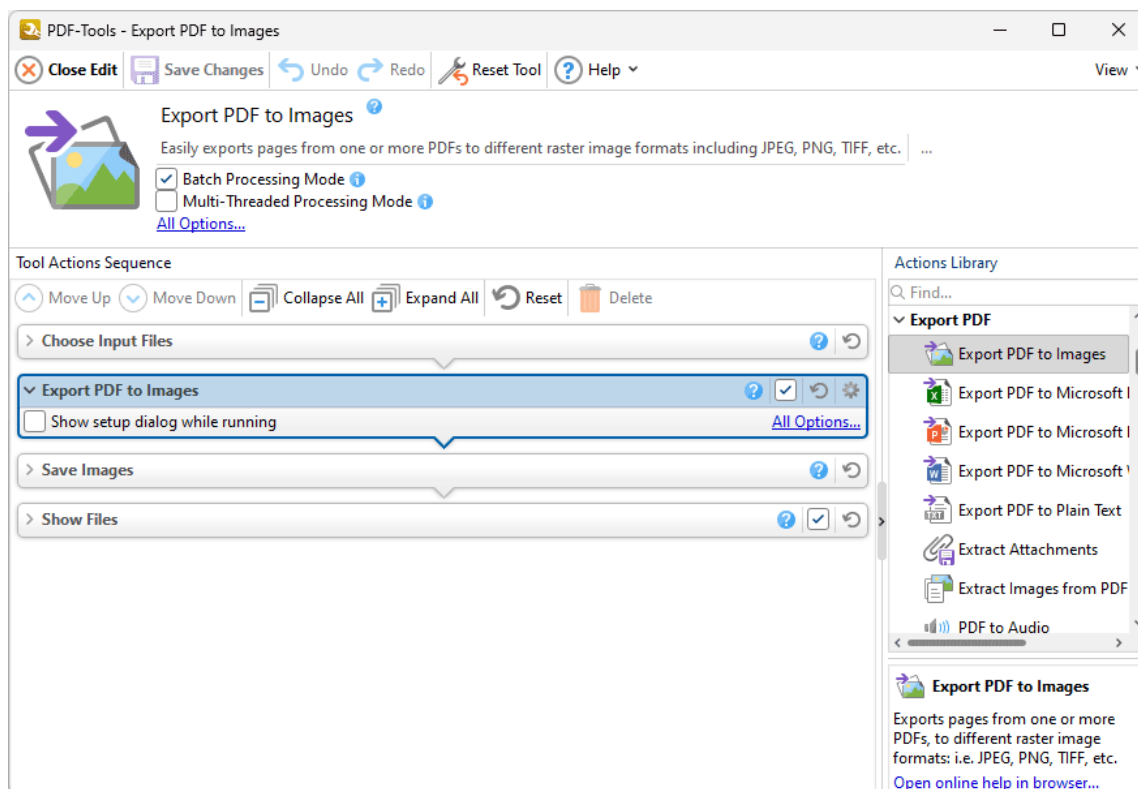 PDF-Tools - Export PDF to Images
Close Edit Save Changes Undo Redo Reset Tool ? Help View
Export PDF to Images ?
Easily exports pages from one or more PDFs to different raster image formats including JPEG, PNG, TIFF, etc. ...
Batch Processing Mode i
Multi-Threaded Processing Mode i
All Options...
Tool Actions Sequence
Move Up Move Down Collapse All Expand All Reset Delete
Choose Input Files ?
Export PDF to Images ?
Show setup dialog while running All Options...
Save Images ?
Show Files ?
Actions Library
Find...
Export PDF
Export PDF to Images
Export PDF to Microsoft
Export PDF to Microsoft
Export PDF to Microsoft
TXT Export PDF to Plain Text
Extract Attachments
Extract Images from PDF
PDF to Audio
Export PDF to Images
Exports pages from one or more
PDFs, to different raster image
formats: i.e. JPEG, PNG, TIFF, etc.
Open online help in browser...